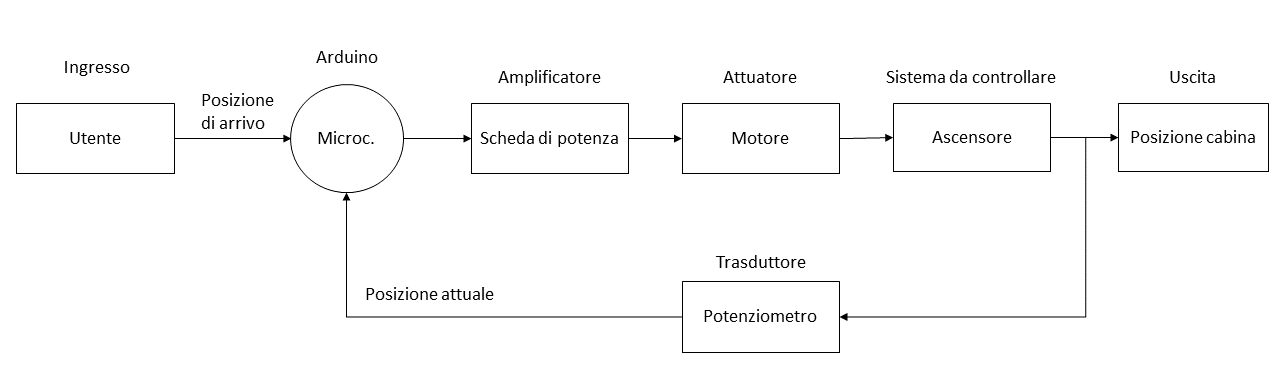 Ingresso
Arduino
Amplificatore
Attuatore
Sistema da controllare
Uscita
Utente
Posizione
di arrivo
Microc.
Scheda di potenza
Motore
Ascensore
Posizione cabina
Trasduttore
Posizione attuale
Potenziometro